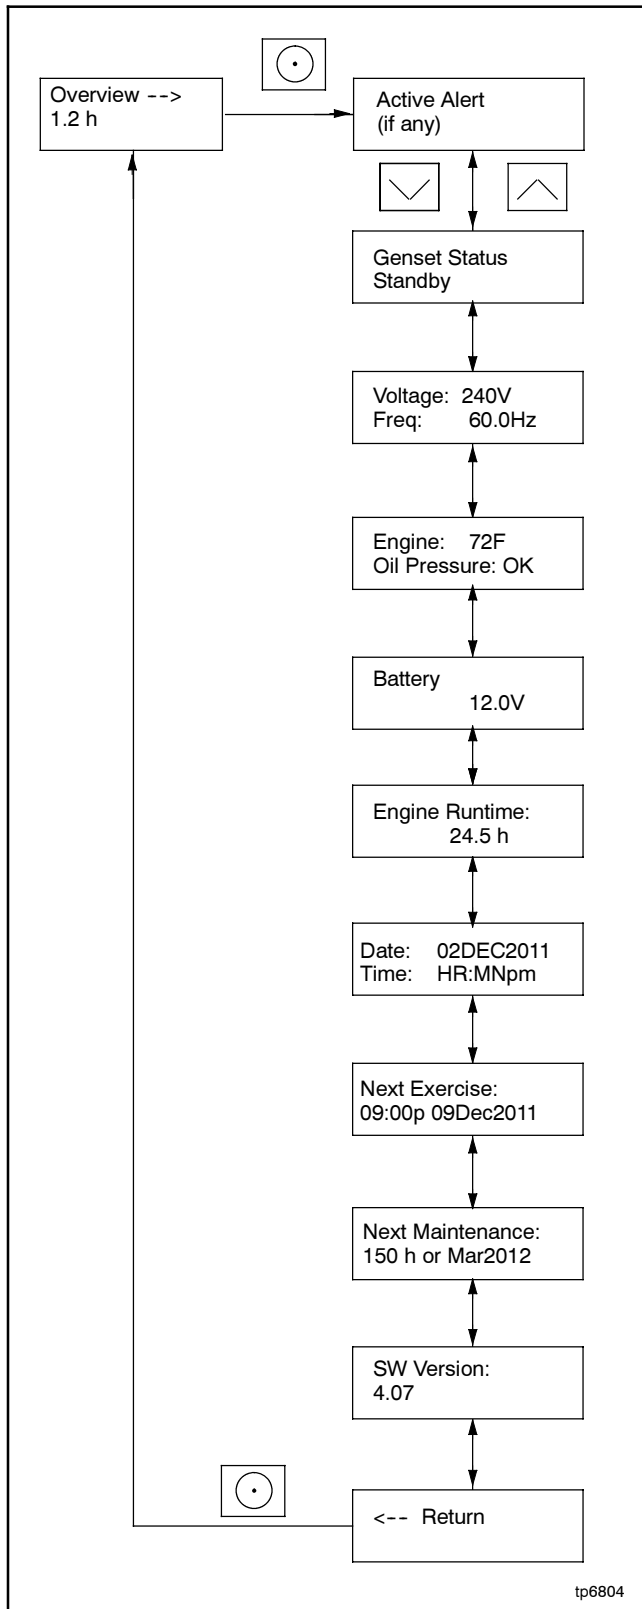 Overview -->
1.2 h
Active Alert
(if any)
Genset Status
Standby
Voltage: 240V
Freq: 60.0Hz
Engine: 72F
Oil Pressure: OK
Battery
12.0V
Engine Runtime:
24.5 h
Date: 02DEC2011
Time: HR:MNpm
Next Exercise:
09:00p 09Dec2011
Next Maintenance:
150 h or Mar2012
SW Version:
4.07
<-- Return
tp6804